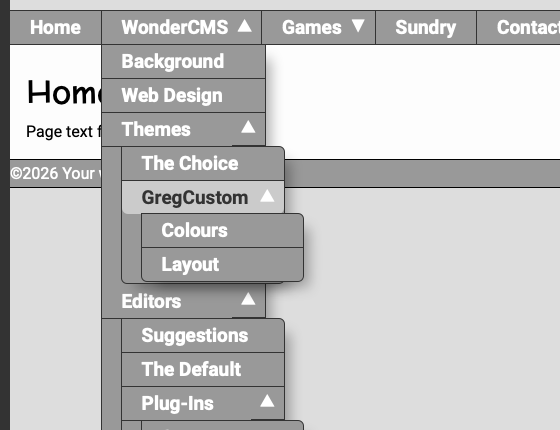 Home WonderCMS ▲ Games ▼ Sundry Contact
Background
Web Design
Home
Page text f
Themes ▲
The Choice
©2026 Your w
GregCustom ▲
Colours
Layout
Editors ▲
Suggestions
The Default
Plug-Ins ▲